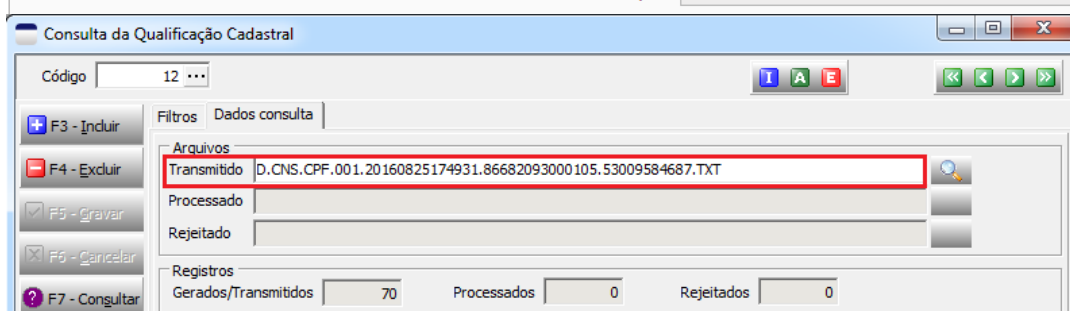 Consulta da Qualificação Cadastral
Código 12 ... I A E
F3 - Incluir
F4 - Excluir
F5 - Gravar
F6 - Cancelar
F7 - Consultar
Filtros Dados consulta
Arquivos
Transmitido D.CNS.CPF.001.20160825174931.86682093000105.53009584687.TXT
Processado
Rejeitado
Registros
Gerados/Transmitidos 70 Processados 0 Rejeitados 0